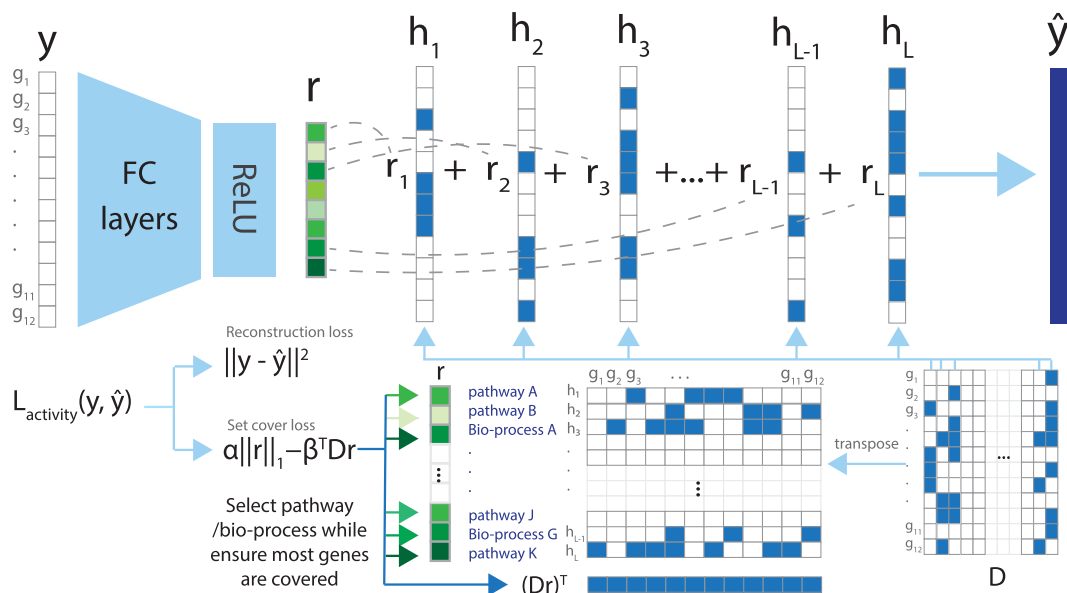 y
g1
g2
g3
.
.
.
.
.
g11
g12
FC
layers
ReLU
r
h1
h2
h3
hL-1
hL
ŷ
r1 + r2 + r3 +...+ rL-1 + rL
Lactivity(y, ŷ)
Reconstruction loss
||y - ŷ||²
Set cover loss
α||r||1−βᵀDr
Select pathway
/bio-process while
ensure most genes
are covered
r
pathway A
pathway B
Bio-process A
.
.
.
pathway J
Bio-process G
pathway K
(Dr)ᵀ
g1 g2 g3 ... g11 g12
h1
h2
h3
.
.
.
.
hL-1
hL
transpose
g1
g2
g3
.
.
.
.
.
g11
g12
...
D